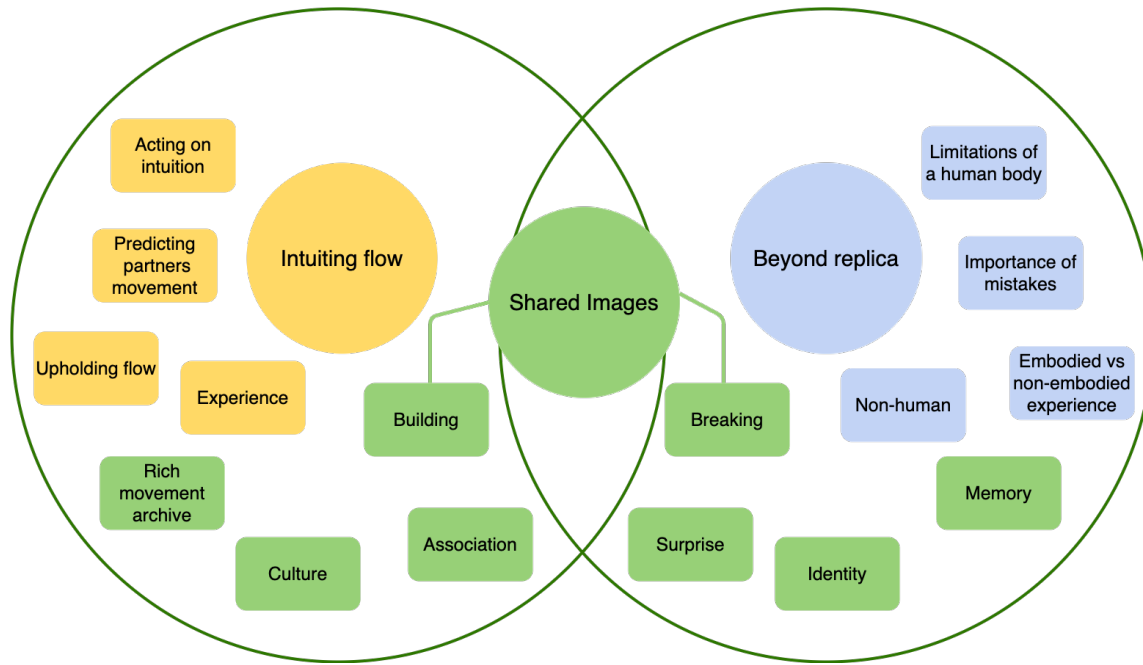 Acting on
intuition
Limitations of
a human body
Predicting
partners
movement
Intuiting flow
Shared Images
Beyond replica
Importance of
mistakes
Upholding flow
Experience
Building
Breaking
Non-human
Embodied vs
non-embodied
experience
Rich
movement
archive
Culture
Association
Surprise
Identity
Memory